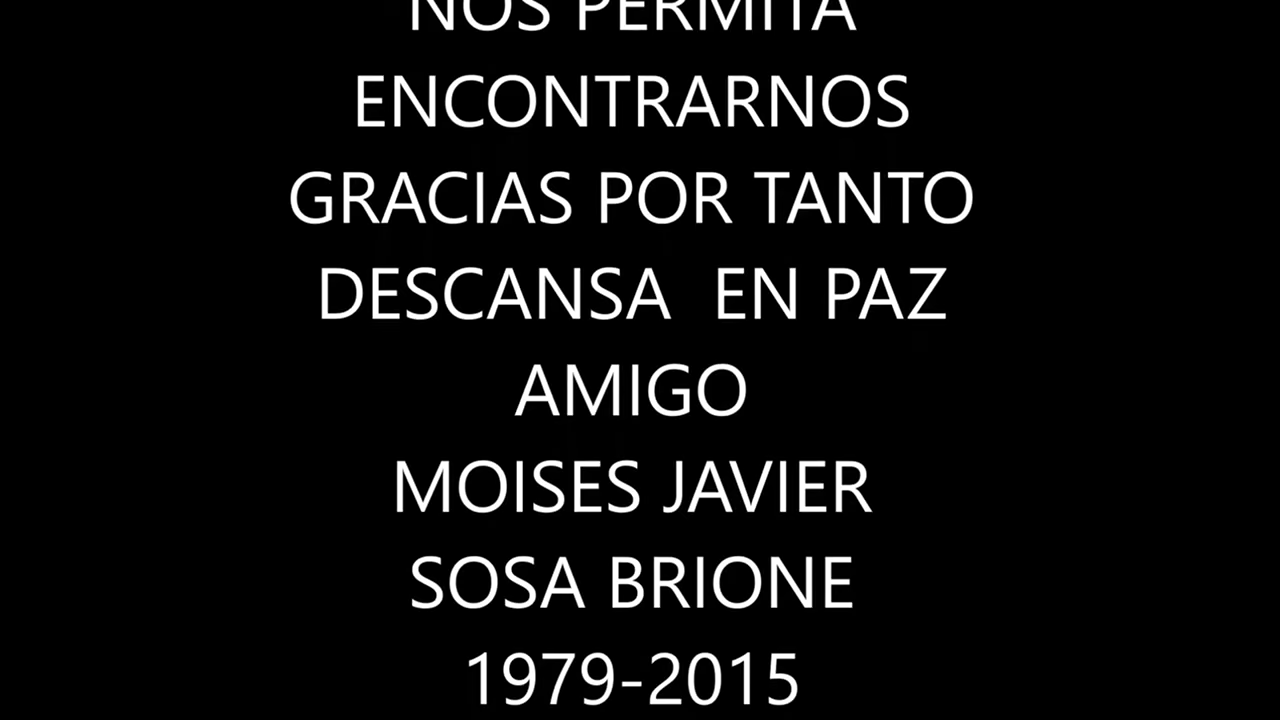 NOS PERMITA
ENCONTRARNOS
GRACIAS POR TANTO
DESCANSA  EN PAZ
AMIGO
MOISES JAVIER
SOSA BRIONE
1979-2015